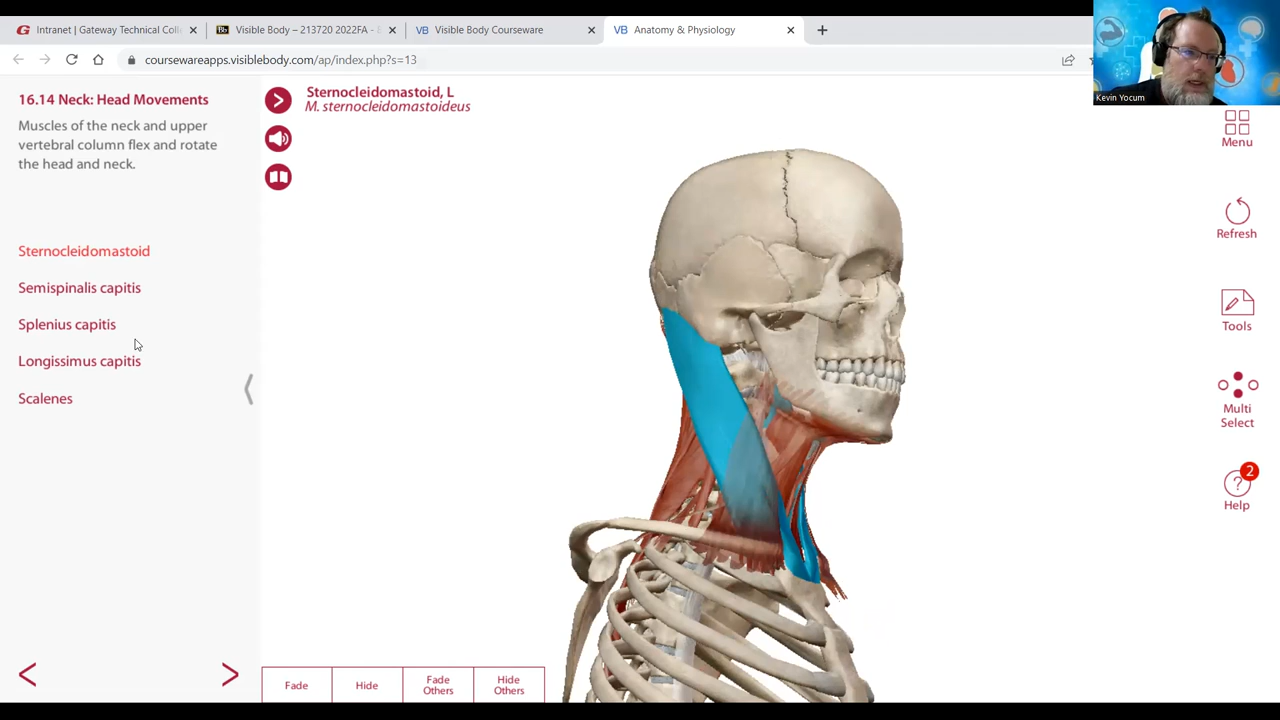 Intranet | Gateway Technical Coll
Visible Body – 213720 2022FA - E
Visible Body Courseware
Anatomy & Physiology
coursewareapps.visiblebody.com/ap/index.php?s=13
Kevin Yocum
16.14 Neck: Head Movements
Muscles of the neck and upper
vertebral column flex and rotate
the head and neck.
Sternocleidomastoid
Semispinalis capitis
Splenius capitis
Longissimus capitis
Scalenes
Sternocleidomastoid, L
M. sternocleidomastoideus
Menu
Refresh
Tools
Multi
Select
2
Help
Fade
Hide
Fade
Others
Hide
Others